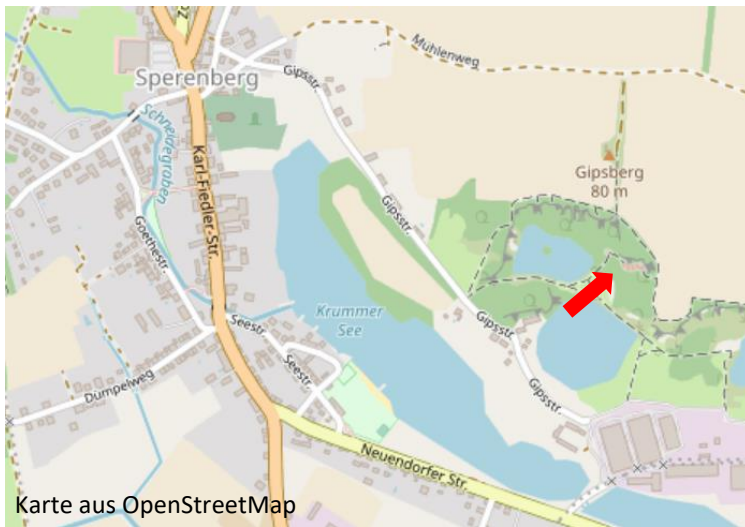 Mühlenweg
Gipsstr.
Sperenberg
Schneidegraben
Karl-Fiedler-Str.
Gipsberg
80 m
Gipsstr.
Goethestr.
Krummer
See
Seestr.
Gipsstr.
Seestr.
Gipsstr.
Dümpelweg
Neuendorfer Str.
Karte aus OpenStreetMap